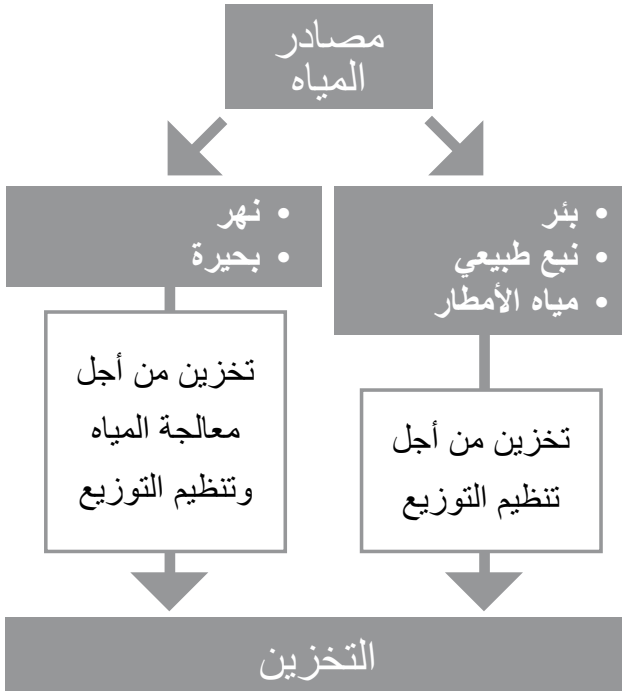 مصادر
المياه
• بئر
• نبع طبيعي
• مياه الأمطار
• نهر
• بحيرة
تخزين من أجل
تنظيم التوزيع
تخزين من أجل
معالجة المياه
وتنظيم التوزيع
التخزين